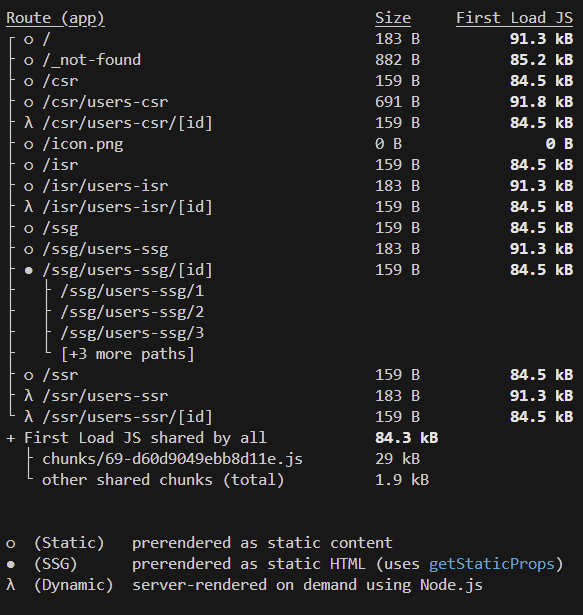 Route (app)                              Size     First Load JS
┌ ○ /                                    183 B          91.3 kB
├ ○ /_not-found                          882 B          85.2 kB
├ ○ /csr                                 159 B          84.5 kB
├ ○ /csr/users-csr                       691 B          91.8 kB
├ λ /csr/users-csr/[id]                  159 B          84.5 kB
├ ○ /icon.png                            0 B                0 B
├ ○ /isr                                 159 B          84.5 kB
├ ○ /isr/users-isr                       183 B          91.3 kB
├ λ /isr/users-isr/[id]                  159 B          84.5 kB
├ ○ /ssg                                 159 B          84.5 kB
├ ○ /ssg/users-ssg                       183 B          91.3 kB
├ ● /ssg/users-ssg/[id]                  159 B          84.5 kB
├   ├ /ssg/users-ssg/1
├   ├ /ssg/users-ssg/2
├   ├ /ssg/users-ssg/3
├   └ [+3 more paths]
├ ○ /ssr                                 159 B          84.5 kB
├ λ /ssr/users-ssr                       183 B          91.3 kB
└ λ /ssr/users-ssr/[id]                  159 B          84.5 kB
+ First Load JS shared by all            84.3 kB
  ├ chunks/69-d60d9049ebb8d11e.js        29 kB
  └ other shared chunks (total)          1.9 kB
○  (Static)   prerendered as static content
●  (SSG)      prerendered as static HTML (uses getStaticProps)
λ  (Dynamic)  server-rendered on demand using Node.js